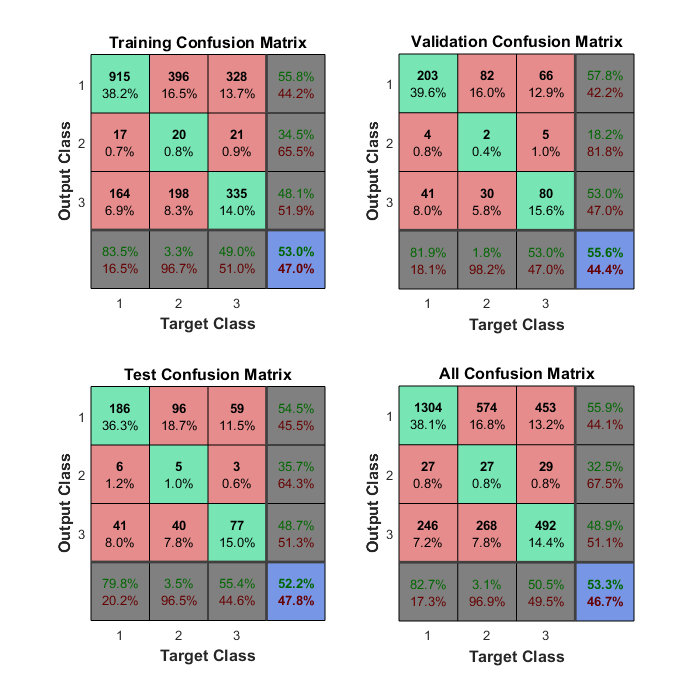 Training Confusion Matrix
1 915 396 328 55.8%
38.2% 16.5% 13.7% 44.2%
2 17 20 21 34.5%
0.7% 0.8% 0.9% 65.5%
3 164 198 335 48.1%
6.9% 8.3% 14.0% 51.9%
83.5% 3.3% 49.0% 53.0%
16.5% 96.7% 51.0% 47.0%
1 2 3
Target Class
Output Class
Validation Confusion Matrix
1 203 82 66 57.8%
39.6% 16.0% 12.9% 42.2%
2 4 2 5 18.2%
0.8% 0.4% 1.0% 81.8%
3 41 30 80 53.0%
8.0% 5.8% 15.6% 47.0%
81.9% 1.8% 53.0% 55.6%
18.1% 98.2% 47.0% 44.4%
1 2 3
Target Class
Output Class
Test Confusion Matrix
1 186 96 59 54.5%
36.3% 18.7% 11.5% 45.5%
2 6 5 3 35.7%
1.2% 1.0% 0.6% 64.3%
3 41 40 77 48.7%
8.0% 7.8% 15.0% 51.3%
79.8% 3.5% 55.4% 52.2%
20.2% 96.5% 44.6% 47.8%
1 2 3
Target Class
Output Class
All Confusion Matrix
1 1304 574 453 55.9%
38.1% 16.8% 13.2% 44.1%
2 27 27 29 32.5%
0.8% 0.8% 0.8% 67.5%
3 246 268 492 48.9%
7.2% 7.8% 14.4% 51.1%
82.7% 3.1% 50.5% 53.3%
17.3% 96.9% 49.5% 46.7%
1 2 3
Target Class
Output Class